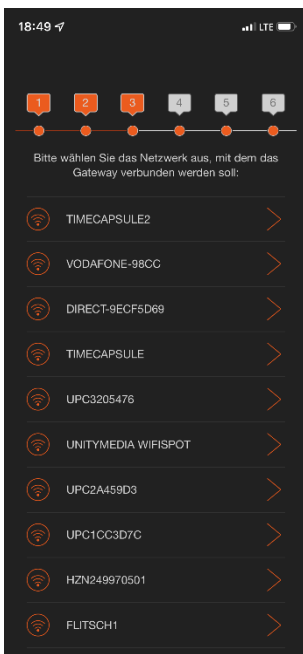 18:49
LTE
1 2 3 4 5 6
Bitte wählen Sie das Netzwerk aus, mit dem das
Gateway verbunden werden soll:
TIMECAPSULE2
VODAFONE-98CC
DIRECT-9ECF5D69
TIMECAPSULE
UPC3205476
UNITYMEDIA WIFISPOT
UPC2A459D3
UPC1CC3D7C
HZN249970501
FLITSCH1